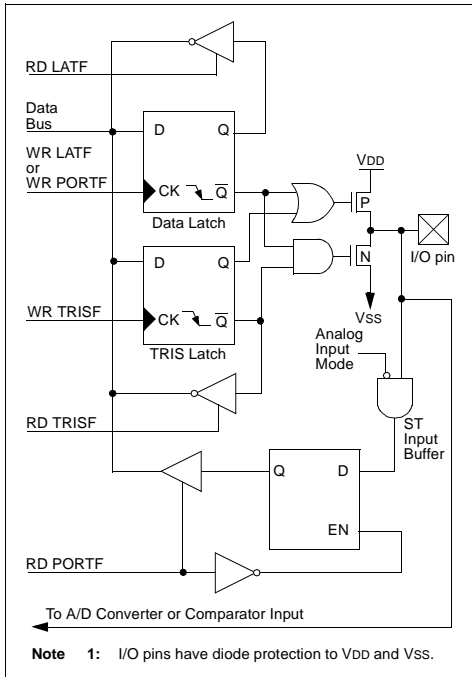 RD LATF
Data
Bus
WR LATF
or
WR PORTF
D Q
CK Q
Data Latch
VDD
P
I/O pin
N
VSS
D Q
CK Q
TRIS Latch
WR TRISF
Analog
Input
Mode
ST
Input
Buffer
RD TRISF
Q D
EN
RD PORTF
To A/D Converter or Comparator Input
Note 1: I/O pins have diode protection to VDD and VSS.